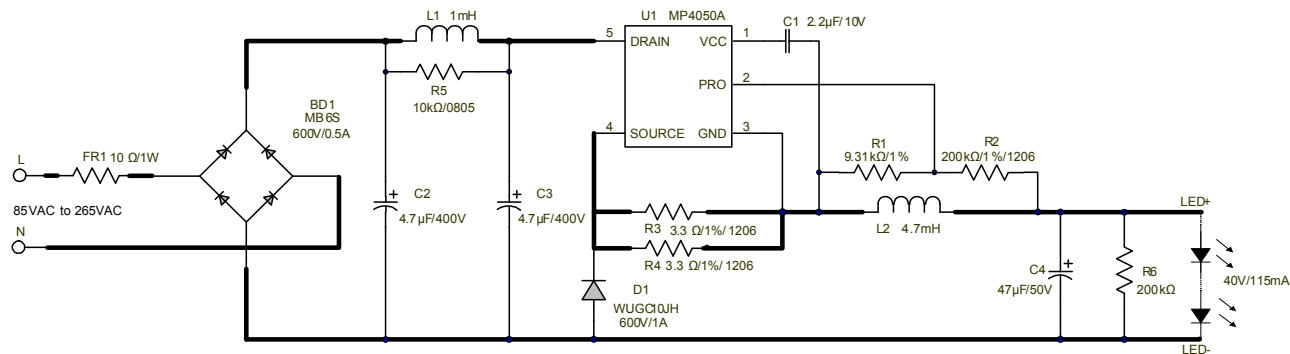 L1 1mH
U1 MP4050A
C1 2.2µF/10V
5
DRAIN
VCC
1
R5
10kΩ/0805
PRO
2
BD1
MB6S
600V/0.5A
4
SOURCE
GND
3
L
FR1 10 Ω/1W
R1
9.31kΩ/1%
R2
200kΩ/1%/1206
85VAC to 265VAC
C2
4.7µF/400V
C3
4.7µF/400V
N
R3 3.3 Ω/1%/1206
R4 3.3 Ω/1%/1206
L2 4.7mH
LED+
D1
WUGC10JH
600V/1A
C4
47µF/50V
R6
200kΩ
40V/115mA
LED-